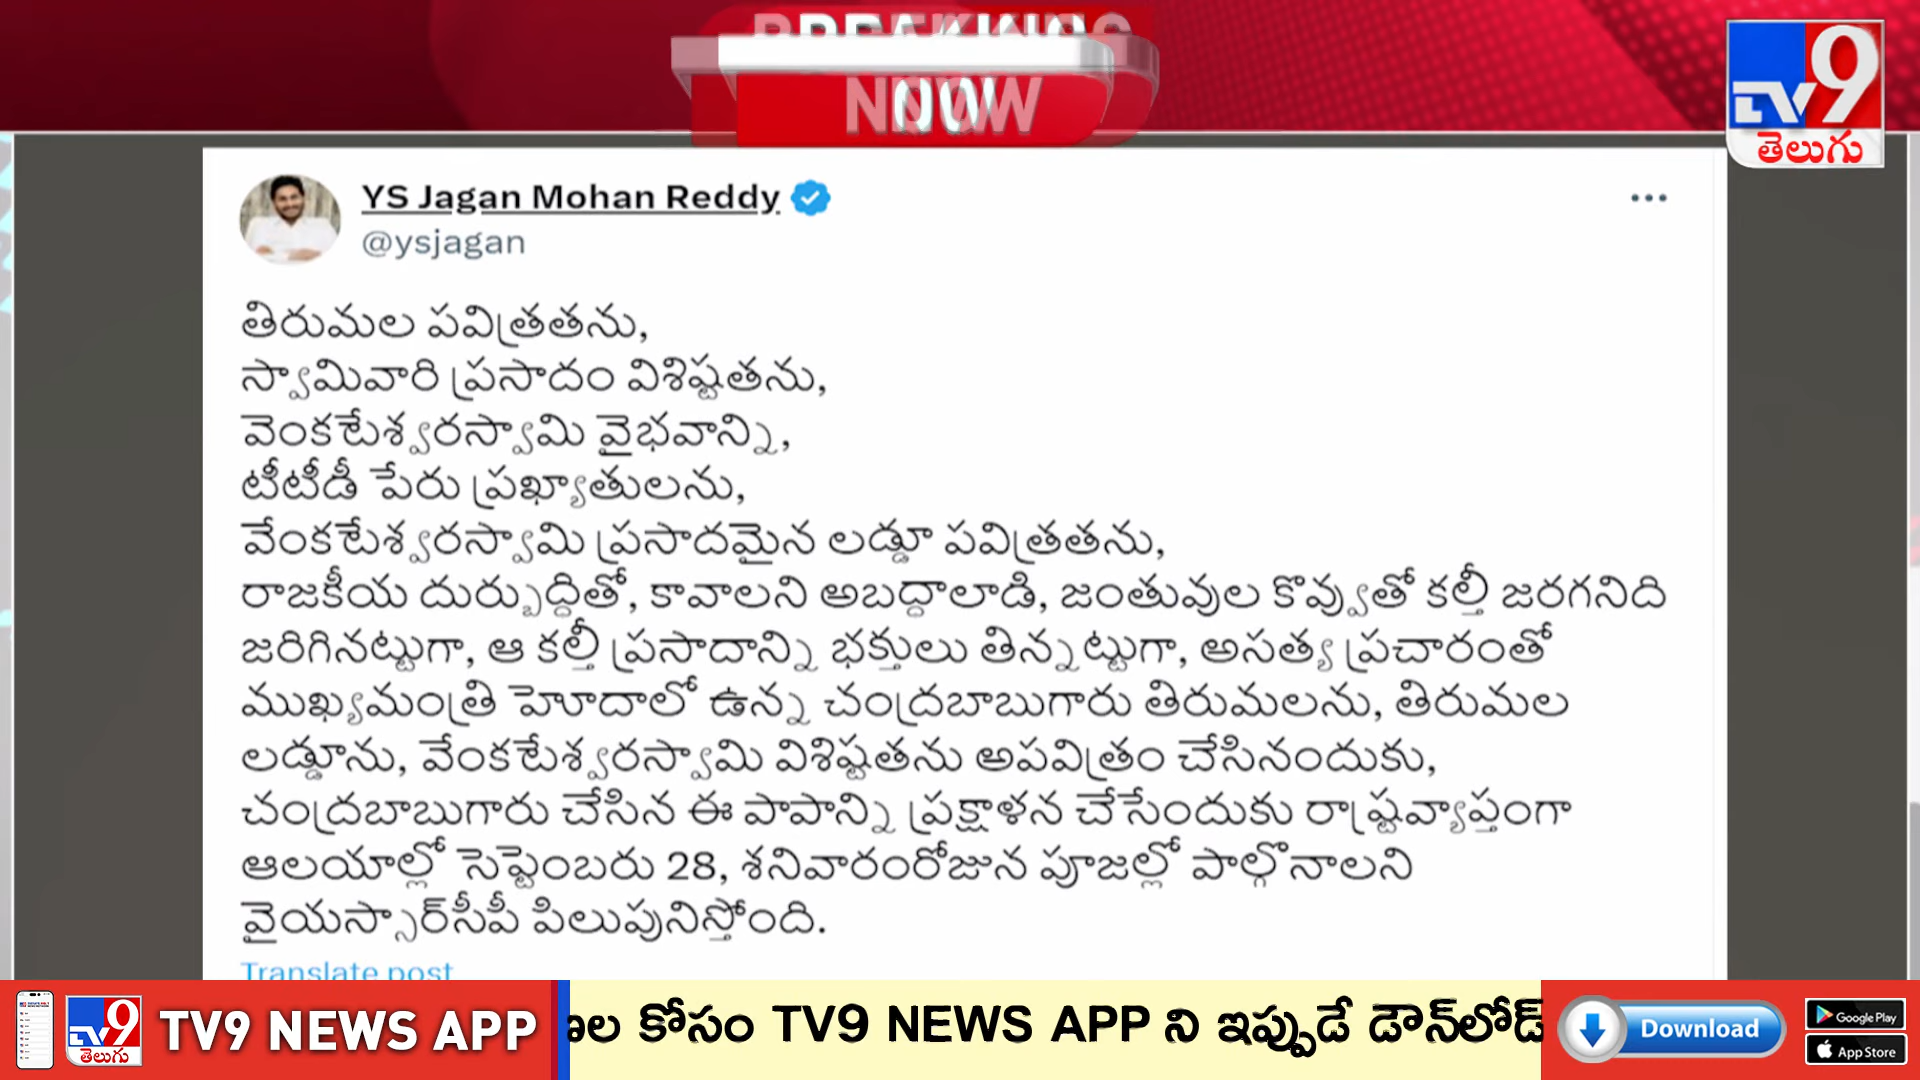 BREAKING
NOW
TV9
తెలుగు
YS Jagan Mohan Reddy
@ysjagan
తిరుమల పవిత్రతను,
స్వామివారి ప్రసాదం విశిష్టతను,
వెంకటేశ్వరస్వామి వైభవాన్ని,
టీటీడీ పేరు ప్రఖ్యాతులను,
వేంకటేశ్వరస్వామి ప్రసాదమైన లడ్డూ పవిత్రతను,
రాజకీయ దుర్బుద్ధితో, కావాలని అబద్ధాలాడి, జంతువుల కొవ్వుతో కల్తీ జరగనిది
జరిగినట్టుగా, ఆ కల్తీ ప్రసాదాన్ని భక్తులు తిన్నట్టుగా, అసత్య ప్రచారంతో
ముఖ్యమంత్రి హోదాలో ఉన్న చంద్రబాబుగారు తిరుమలను, తిరుమల
లడ్డూను, వేంకటేశ్వరస్వామి విశిష్టతను అపవిత్రం చేసినందుకు,
చంద్రబాబుగారు చేసిన ఈ పాపాన్ని ప్రక్షాళన చేసేందుకు రాష్ట్రవ్యాప్తంగా
ఆలయాల్లో సెప్టెంబరు 28, శనివారంరోజున పూజల్లో పాల్గొనాలని
వైయస్సార్‌సీపీ పిలుపునిస్తోంది.
Translate post
TV9 తెలుగు TV9 NEWS APP కోసం TV9 NEWS APP ని ఇప్పుడే డౌన్‌లోడ్ Download Google Play
App Store